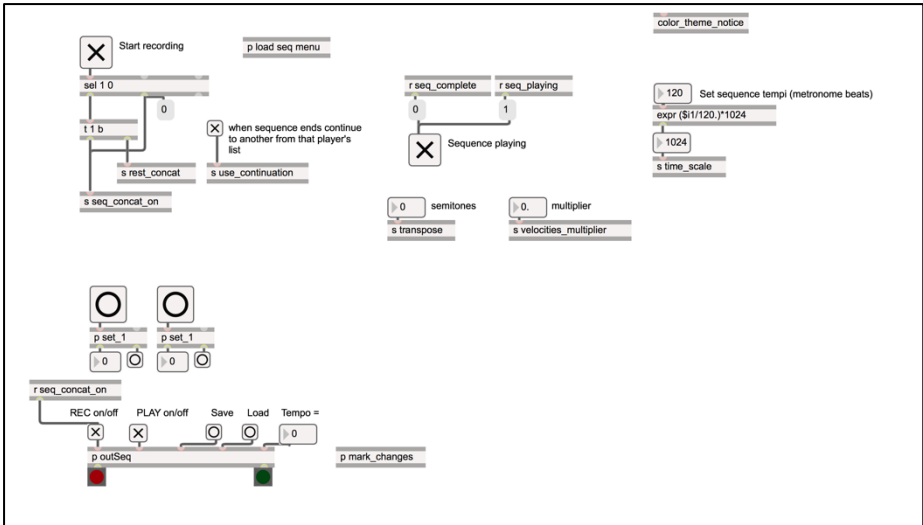 color_theme_notice
Start recording
p load seq menu
sel 1 0
r seq_complete
r seq_playing
120
Set sequence tempi (metronome beats)
0
0
1
expr ($i1/120.)*1024
t 1 b
when sequence ends continue
to another from that player's
list
Sequence playing
1024
s rest_concat
s use_continuation
s time_scale
s seq_concat_on
0
semitones
0.
multiplier
s transpose
s velocities_multiplier
p set_1
p set_1
0
0
r seq_concat_on
REC on/off
PLAY on/off
Save
Load
Tempo =
0
p outSeq
p mark_changes